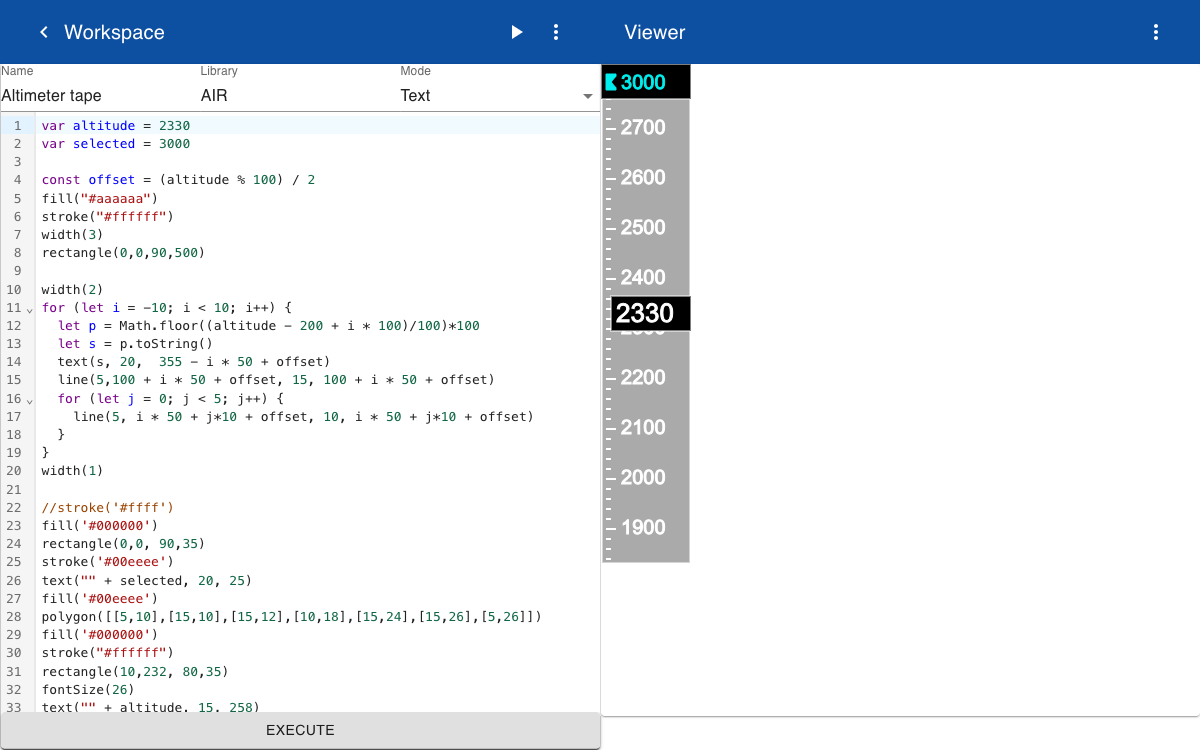 Workspace
Viewer
Name
Library
Mode
Altimeter tape
AIR
Text
1 var altitude = 2330
2 var selected = 3000
3
4 const offset = (altitude % 100) / 2
5 fill("#aaaaaa")
6 stroke("#ffffff")
7 width(3)
8 rectangle(0,0,90,500)
9
10 width(2)
11 for (let i = -10; i < 10; i++) {
12 let p = Math.floor((altitude - 200 + i * 100)/100)*100
13 let s = p.toString()
14 text(s, 20,  355 - i * 50 + offset)
15 line(5,100 + i * 50 + offset, 15, 100 + i * 50 + offset)
16 for (let j = 0; j < 5; j++) {
17 line(5, i * 50 + j*10 + offset, 10, i * 50 + j*10 + offset)
18 }
19 }
20 width(1)
21
22 //stroke('#ffff')
23 fill('#000000')
24 rectangle(0,0, 90,35)
25 stroke('#00eeee')
26 text("" + selected, 20, 25)
27 fill('#00eeee')
28 polygon([[5,10],[15,10],[15,12],[10,18],[15,24],[15,26],[5,26]])
29 fill('#000000')
30 stroke("#ffffff")
31 rectangle(10,232, 80,35)
32 fontSize(26)
33 text("" + altitude, 15, 258)
EXECUTE
3000
2700
2600
2500
2400
2330
2200
2100
2000
1900